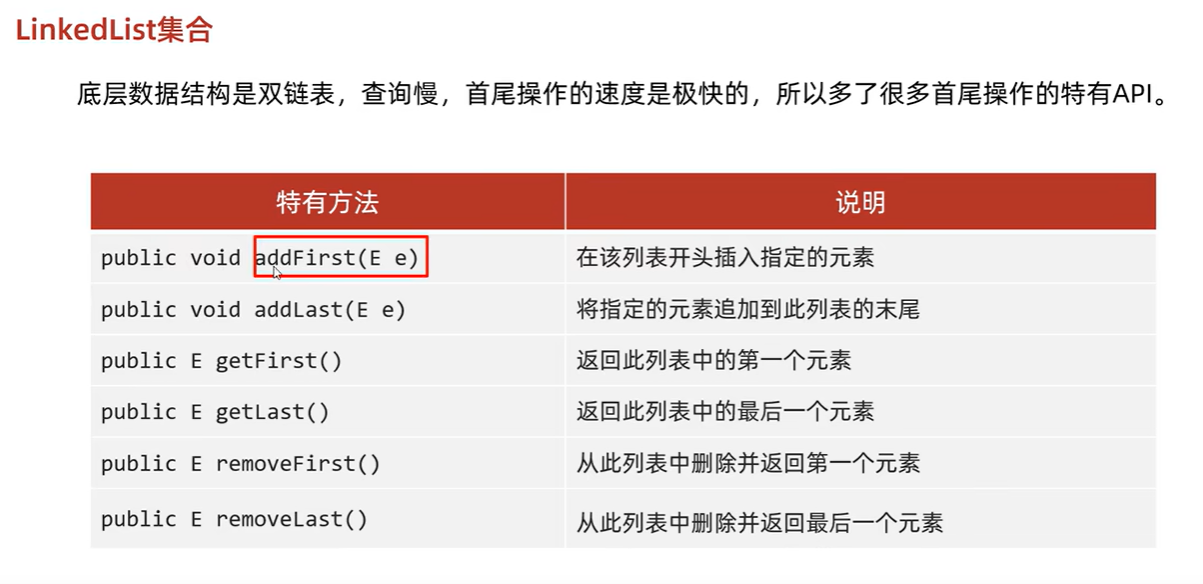 LinkedList集合
底层数据结构是双链表，查询慢，首尾操作的速度是极快的，所以多了很多首尾操作的特有API。
特有方法 说明
public void addFirst(E e) 在该列表开头插入指定的元素
public void addLast(E e) 将指定的元素追加到此列表的末尾
public E getFirst() 返回此列表中的第一个元素
public E getLast() 返回此列表中的最后一个元素
public E removeFirst() 从此列表中删除并返回第一个元素
public E removeLast() 从此列表中删除并返回最后一个元素